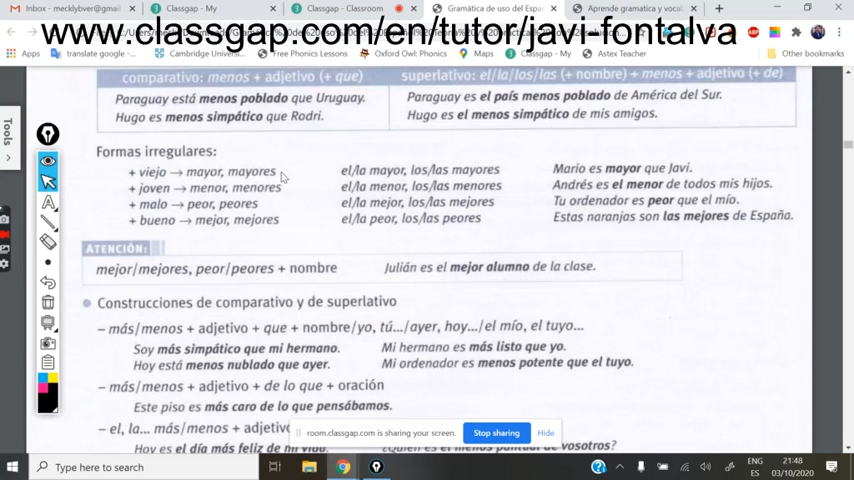 Inbox - mecklybver@gmail
Classgap - My
Classgap - Classroom
Gramática de uso del Espai
Aprende gramatica y vocab
www.classgap.com/en/tutor/javi-fontalva
Apps
translate google -...
Cambridge University...
Free Phonics Lessons
Oxford Owl: Phonics
Maps
Classgap - My
Astex Teacher
Tools
comparativo: menos + adjetivo (+ que)
superlativo: el/la/los/las (+ nombre) + menos + adjetivo (+ de)
Paraguay está menos poblado que Uruguay.
Paraguay es el país menos poblado de América del Sur.
Hugo es menos simpático que Rodri.
Hugo es el menos simpático de mis amigos.
Formas irregulares:
+ viejo → mayor, mayores
el/la mayor, los/las mayores
Mario es mayor que Javi.
+ joven → menor, menores
el/la menor, los/las menores
Andrés es el menor de todos mis hijos.
+ malo → peor, peores
el/la mejor, los/las mejores
Tu ordenador es peor que el mío.
+ bueno → mejor, mejores
el/la peor, los/las peores
Estas naranjas son las mejores de España.
ATENCIÓN:
mejor/mejores, peor/peores + nombre
Julián es el mejor alumno de la clase.
Construcciones de comparativo y de superlativo
– más/menos + adjetivo + que + nombre/yo, tú.../ayer, hoy.../el mío, el tuyo...
Soy más simpático que mi hermano.
Mi hermano es más listo que yo.
Hoy está menos nublado que ayer.
Mi ordenador es menos potente que el tuyo.
– más/menos + adjetivo + de lo que + oración
Este piso es más caro de lo que pensábamos.
– el, la... más/menos + adjetivo
Hoy es el día más feliz de mi vida.
¿Quién es el menos puntual de vosotros?
room.classgap.com is sharing your screen.
Stop sharing
Hide
Type here to search
ENG
ES
21:48
03/10/2020